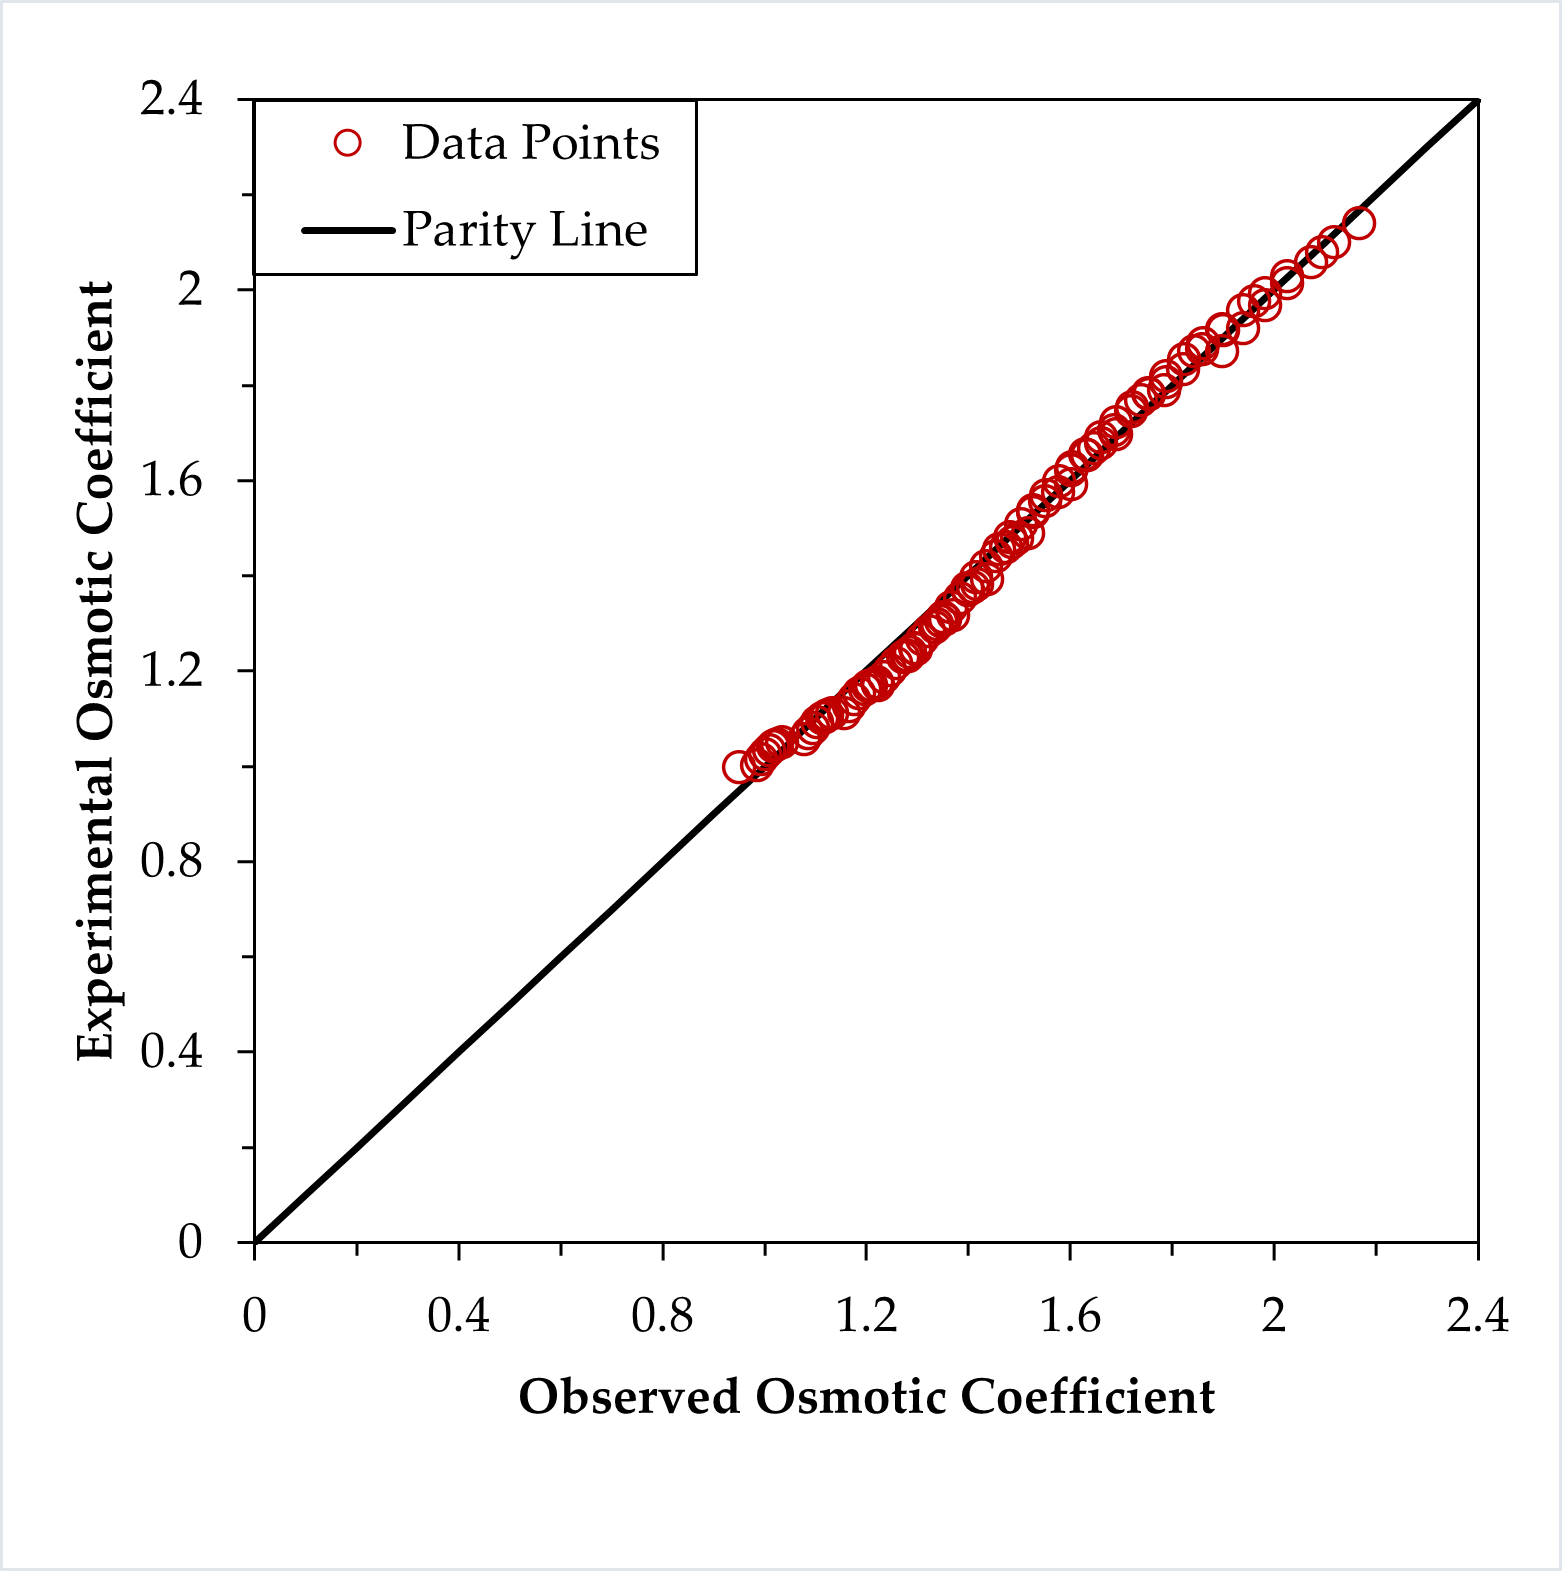 2.4
Data Points
Parity Line
2
1.6
1.2
0.8
0.4
0
Experimental Osmotic Coefficient
0 0.4 0.8 1.2 1.6 2 2.4
Observed Osmotic Coefficient